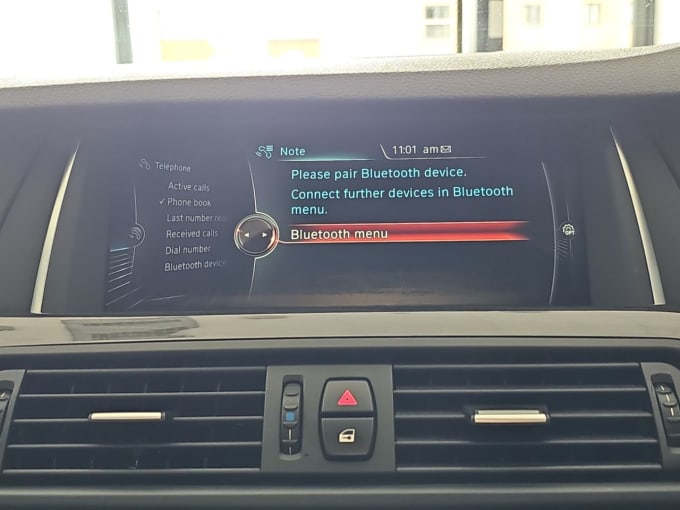 Note
11:01 am
Telephone
Active calls
Phone book
Last number
Received calls
Dial number
Bluetooth device
Please pair Bluetooth device.
Connect further devices in Bluetooth
menu.
Bluetooth menu
OPT